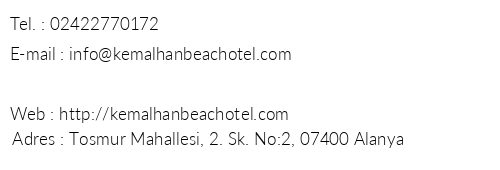 Tel. : 02422770172
E-mail : info@kemalhanbeachotel.com
Web : http://kemalhanbeachotel.com
Adres : Tosmur Mahallesi, 2. Sk. No:2, 07400 Alanya